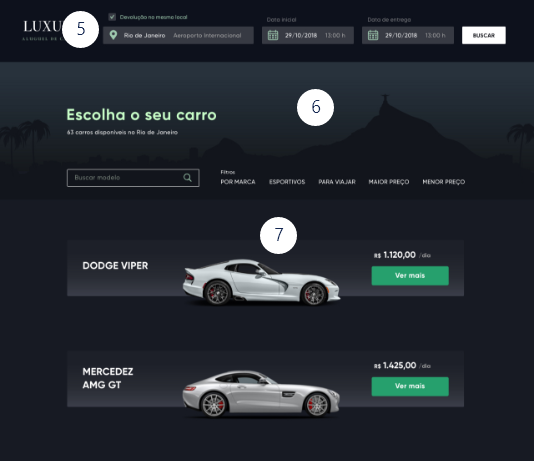 LUXU
5
Devolução no mesmo local
Rio de Janeiro Aeroporto Internacional
Data inicial
29/10/2018 13:00 h
Data de entrega
29/10/2018 13:00 h
BUSCAR
6
Escolha o seu carro
63 carros disponíveis no Rio de Janeiro
Buscar modelo
Filtros
POR MARCA ESPORTIVOS PARA VIAJAR MAIOR PREÇO MENOR PREÇO
7
DODGE VIPER
R$ 1.120,00 /dia
Ver mais
MERCEDEZ
AMG GT
R$ 1.425,00 /dia
Ver mais